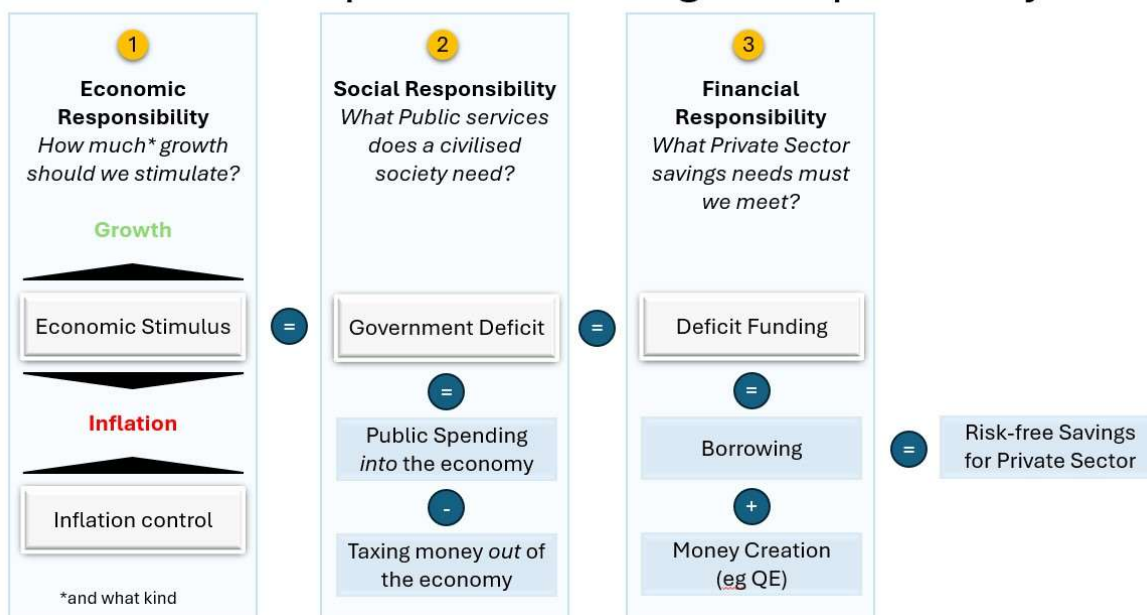 1
Economic
Responsibility
How much* growth
should we stimulate?
Growth
Economic Stimulus
Inflation
Inflation control
*and what kind
=
2
Social Responsibility
What Public services
does a civilised
society need?
Government Deficit
=
Public Spending
into the economy
-
Taxing money out of
the economy
=
3
Financial
Responsibility
What Private Sector
savings needs must
we meet?
Deficit Funding
=
Borrowing
+
Money Creation
(eg QE)
=
Risk-free Savings
for Private Sector